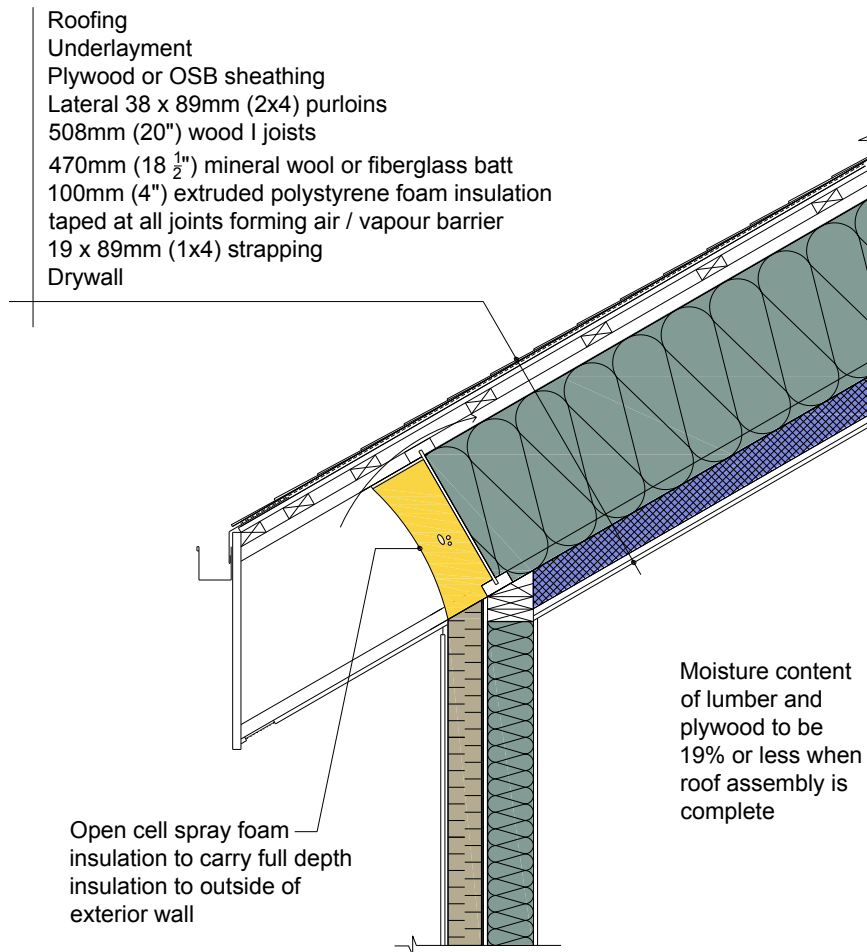 Roofing
Underlayment
Plywood or OSB sheathing
Lateral 38 x 89mm (2x4) purloins
508mm (20") wood I joists
470mm (18 1/2") mineral wool or fiberglass batt
100mm (4") extruded polystyrene foam insulation
taped at all joints forming air / vapour barrier
19 x 89mm (1x4) strapping
Drywall
Moisture content
of lumber and
plywood to be
19% or less when
roof assembly is
complete
Open cell spray foam
insulation to carry full depth
insulation to outside of
exterior wall